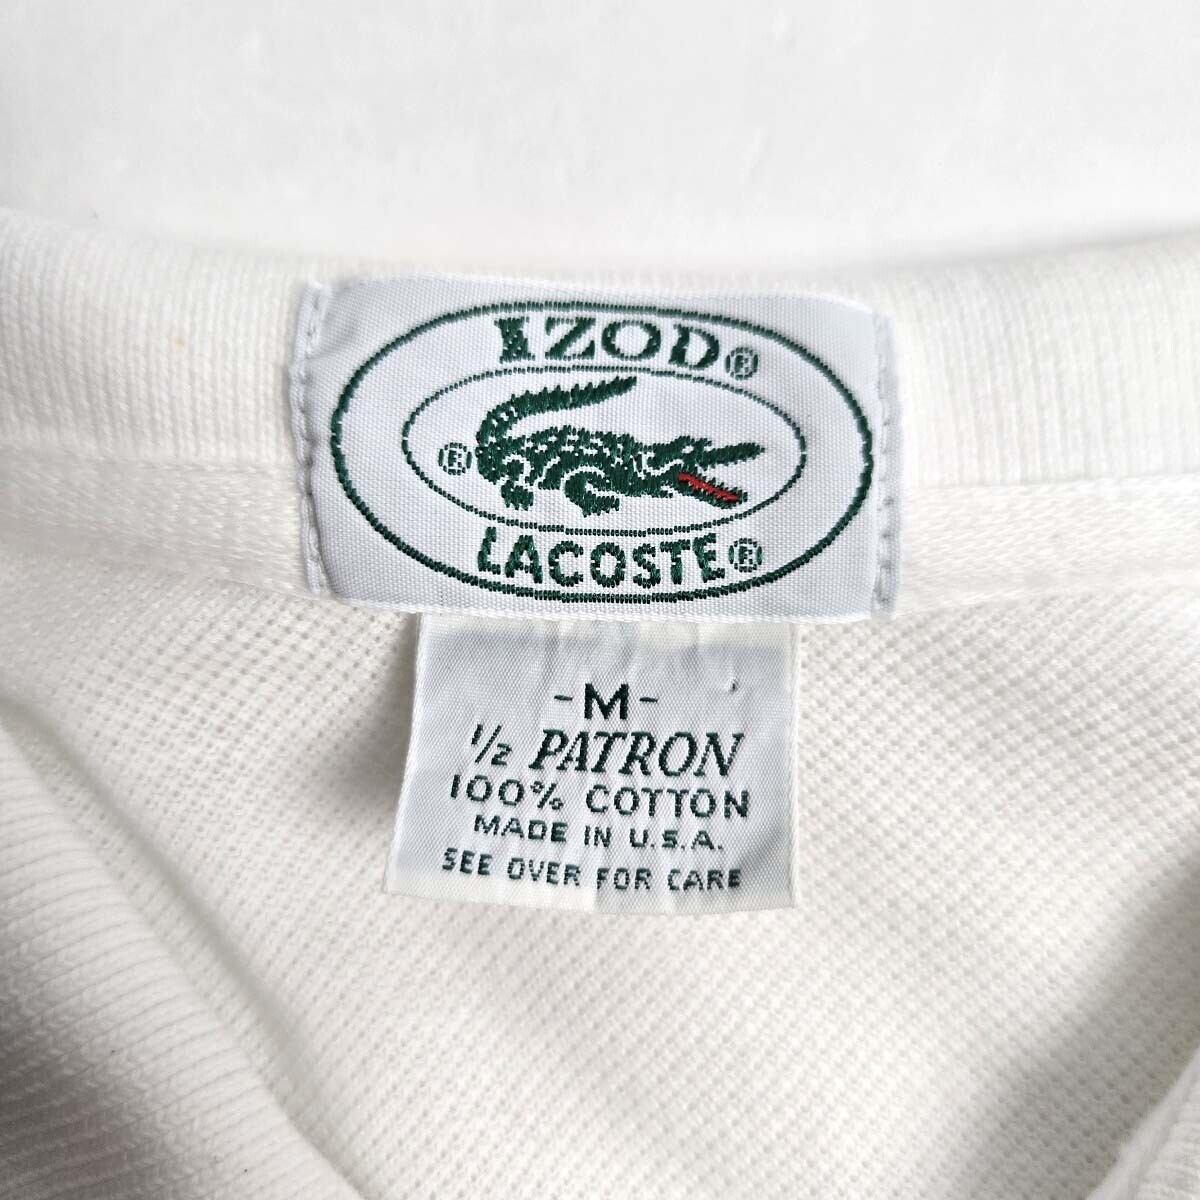 IZOD®
®
LACOSTE®
-M-
1/2 PATRON
100% COTTON
MADE IN U.S.A.
SEE OVER FOR CARE